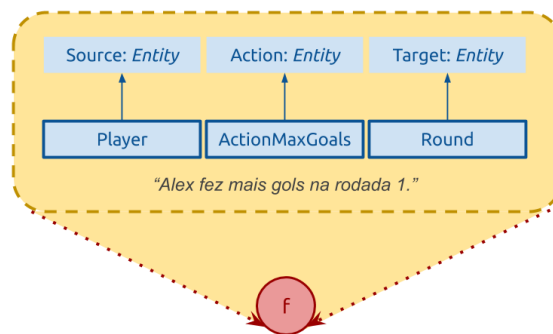 Source: Entity Action: Entity Target: Entity
Player ActionMaxGoals Round
“Alex fez mais gols na rodada 1.”
f